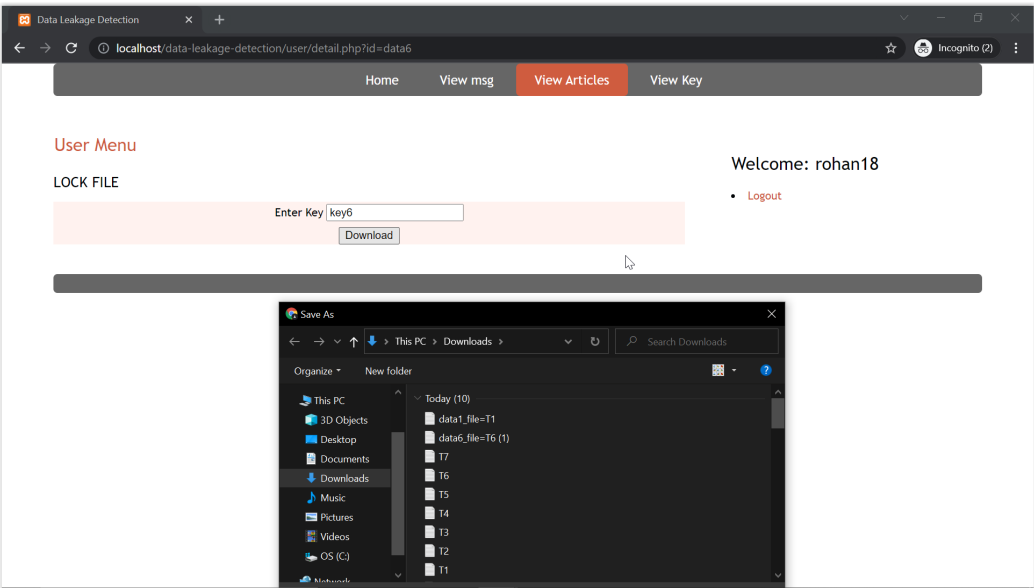 Data Leakage Detection
localhost/data-leakage-detection/user/detail.php?id=data6
Incognito (2)
Home View msg View Articles View Key
User Menu
Welcome: rohan18
LOCK FILE
Logout
Enter Key key6
Download
Save As
This PC > Downloads >
Search Downloads
Organize New folder
This PC
3D Objects
Desktop
Documents
Downloads
Music
Pictures
Videos
OS (C:)
Network
Today (10)
data1_file=T1
data6_file=T6 (1)
T7
T6
T5
T4
T3
T2
T1